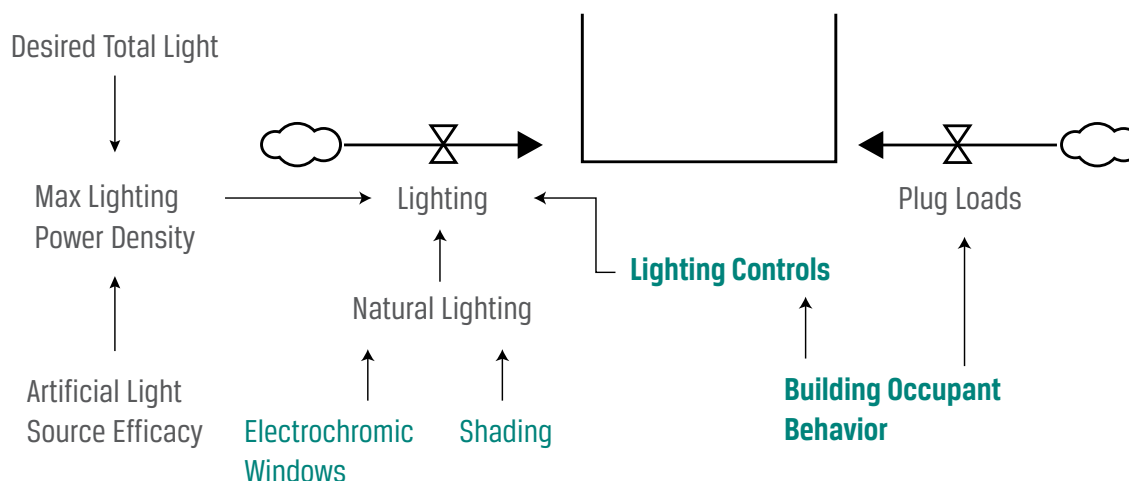 Desired Total Light
Max Lighting
Power Density
Lighting
Plug Loads
Lighting Controls
Natural Lighting
Artificial Light
Source Efficacy
Electrochromic
Windows
Shading
Building Occupant
Behavior